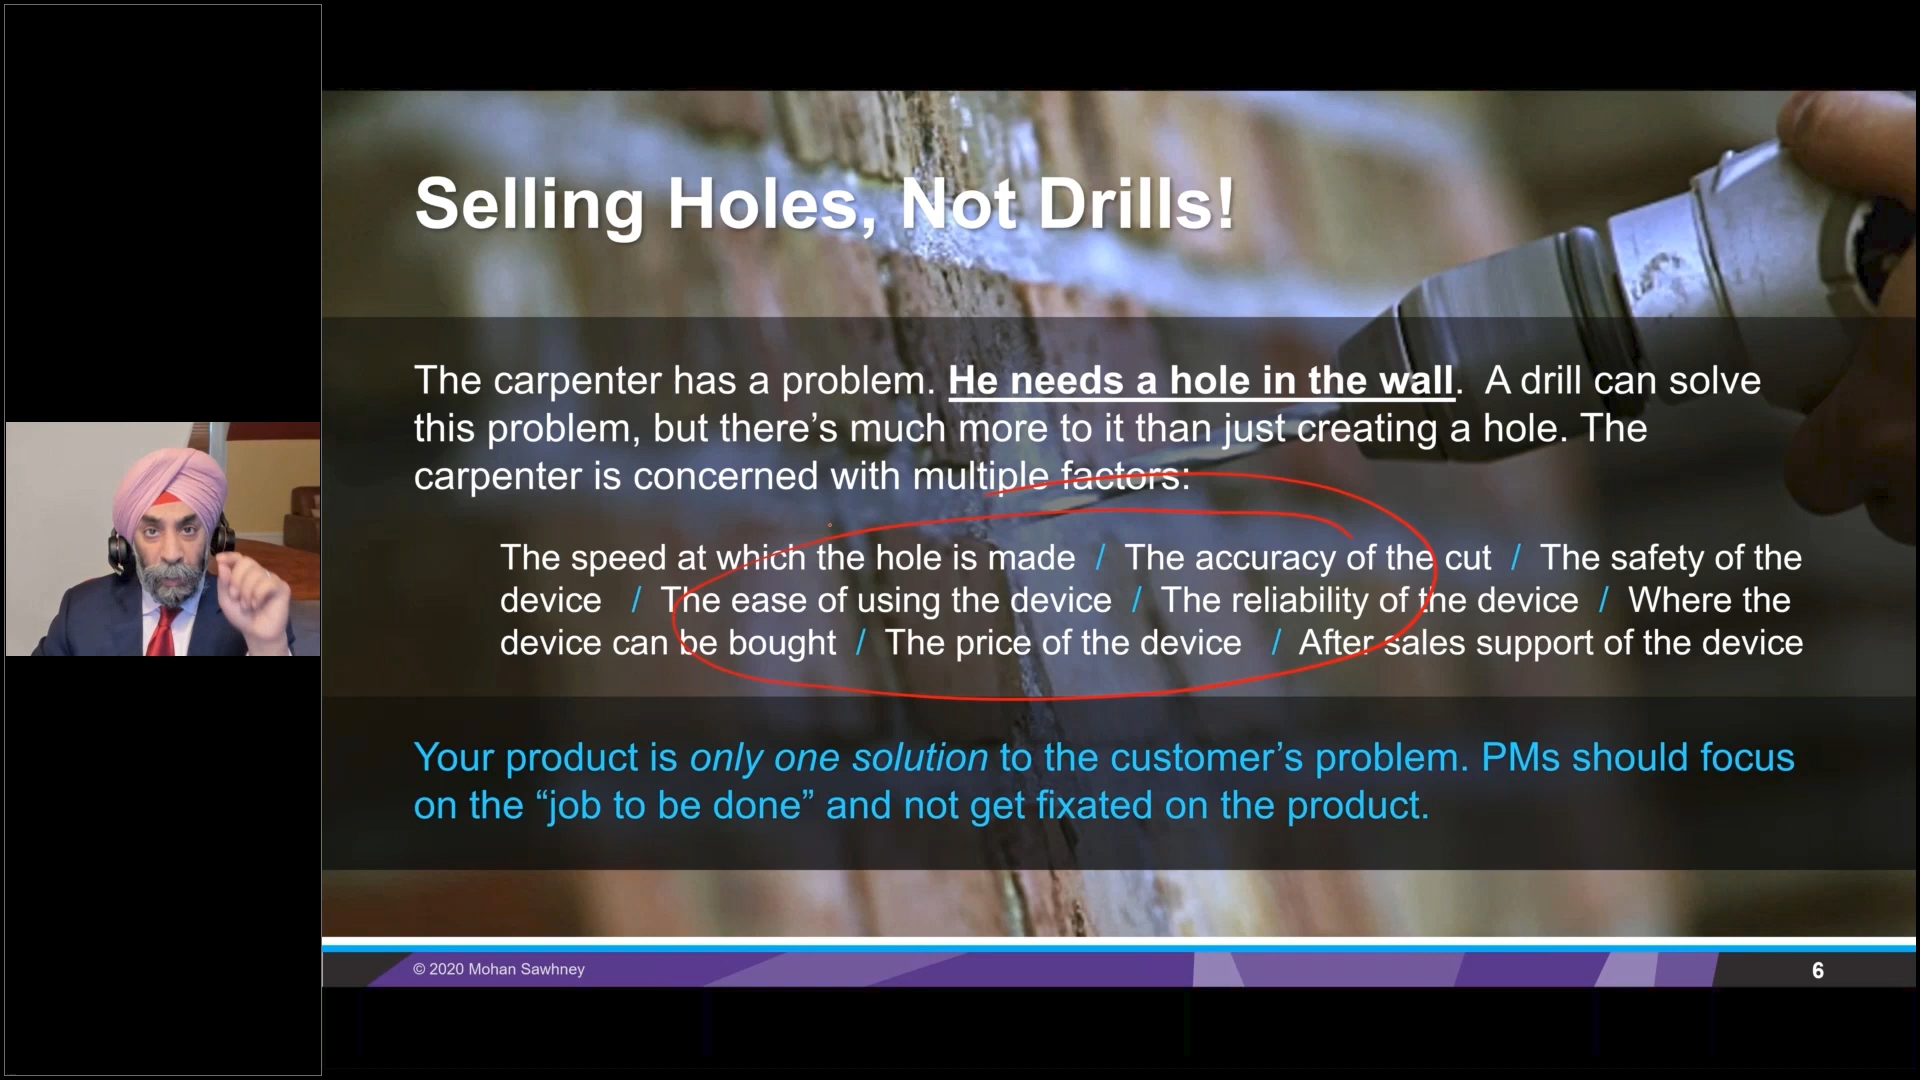 Selling Holes, Not Drills!
The carpenter has a problem. He needs a hole in the wall.  A drill can solve
this problem, but there’s much more to it than just creating a hole. The
carpenter is concerned with multiple factors:
The speed at which the hole is made / The accuracy of the cut / The safety of the
device / The ease of using the device / The reliability of the device / Where the
device can be bought / The price of the device / After sales support of the device
Your product is only one solution to the customer’s problem. PMs should focus
on the “job to be done” and not get fixated on the product.
© 2020 Mohan Sawhney
6